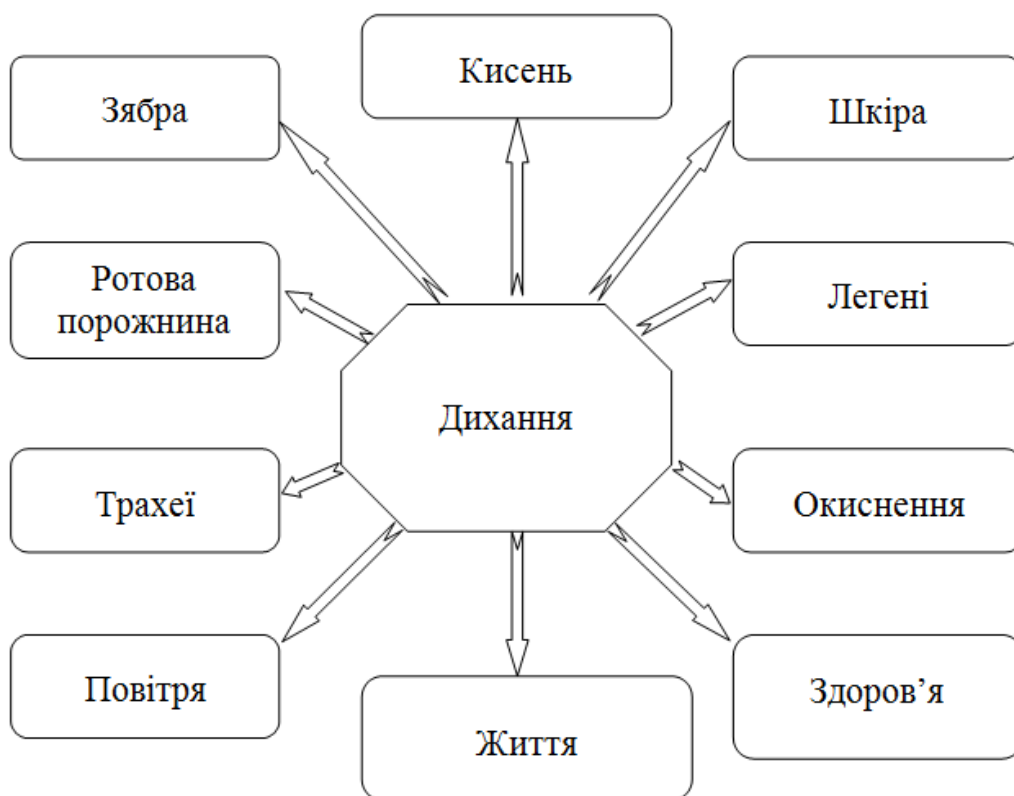 Зябра
Кисень
Шкіра
Ротова
порожнина
Легені
Дихання
Трахеї
Окиснення
Повітря
Життя
Здоров’я